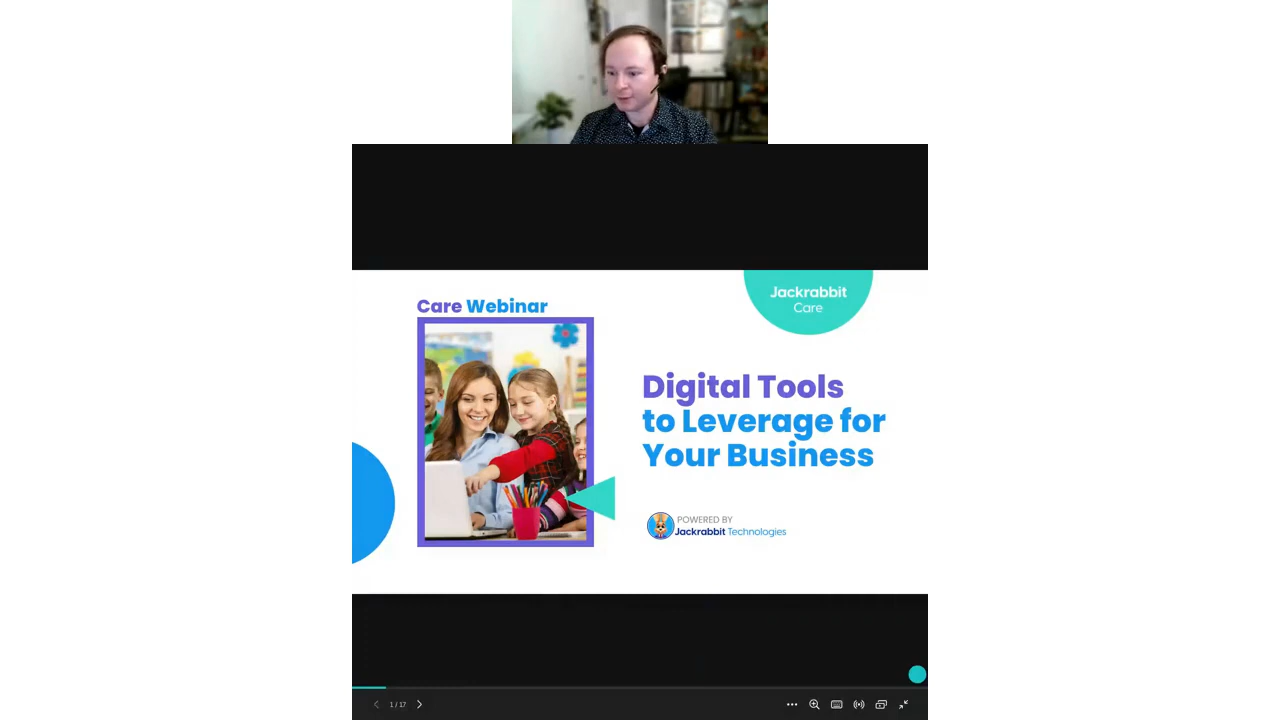 Jackrabbit
Care
Care Webinar
Digital Tools
to Leverage for
Your Business
POWERED BY
Jackrabbit Technologies
1 / 17